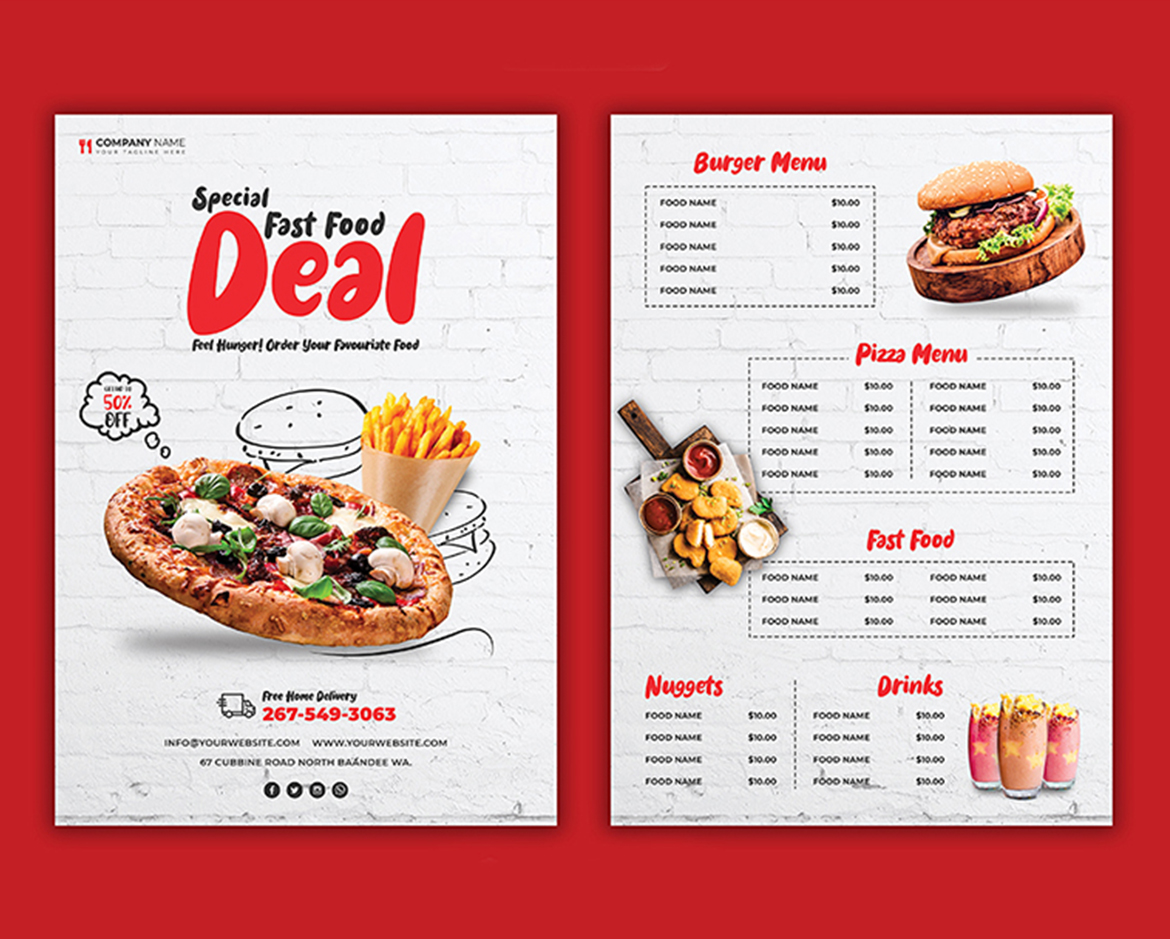 COMPANY NAME
YOUR TAGLINE HERE
Special
Fast Food
Deal
Feel Hunger! Order Your Favouriate Food
GET UP TO
50%
OFF
Free Home Delivery
267-549-3063
INFO@YOURWEBSITE.COM WWW.YOURWEBSITE.COM
67 CUBBINE ROAD NORTH BAANDEE WA.
Burger Menu
FOOD NAME $10.00
FOOD NAME $10.00
FOOD NAME $10.00
FOOD NAME $10.00
FOOD NAME $10.00
Pizza Menu
FOOD NAME $10.00 FOOD NAME $10.00
FOOD NAME $10.00 FOOD NAME $10.00
FOOD NAME $10.00 FOOD NAME $10.00
FOOD NAME $10.00 FOOD NAME $10.00
FOOD NAME $10.00 FOOD NAME $10.00
Fast Food
FOOD NAME $10.00 FOOD NAME $10.00
FOOD NAME $10.00 FOOD NAME $10.00
FOOD NAME $10.00 FOOD NAME $10.00
Nuggets
FOOD NAME $10.00
FOOD NAME $10.00
FOOD NAME $10.00
FOOD NAME $10.00
Drinks
FOOD NAME $10.00
FOOD NAME $10.00
FOOD NAME $10.00
FOOD NAME $10.00